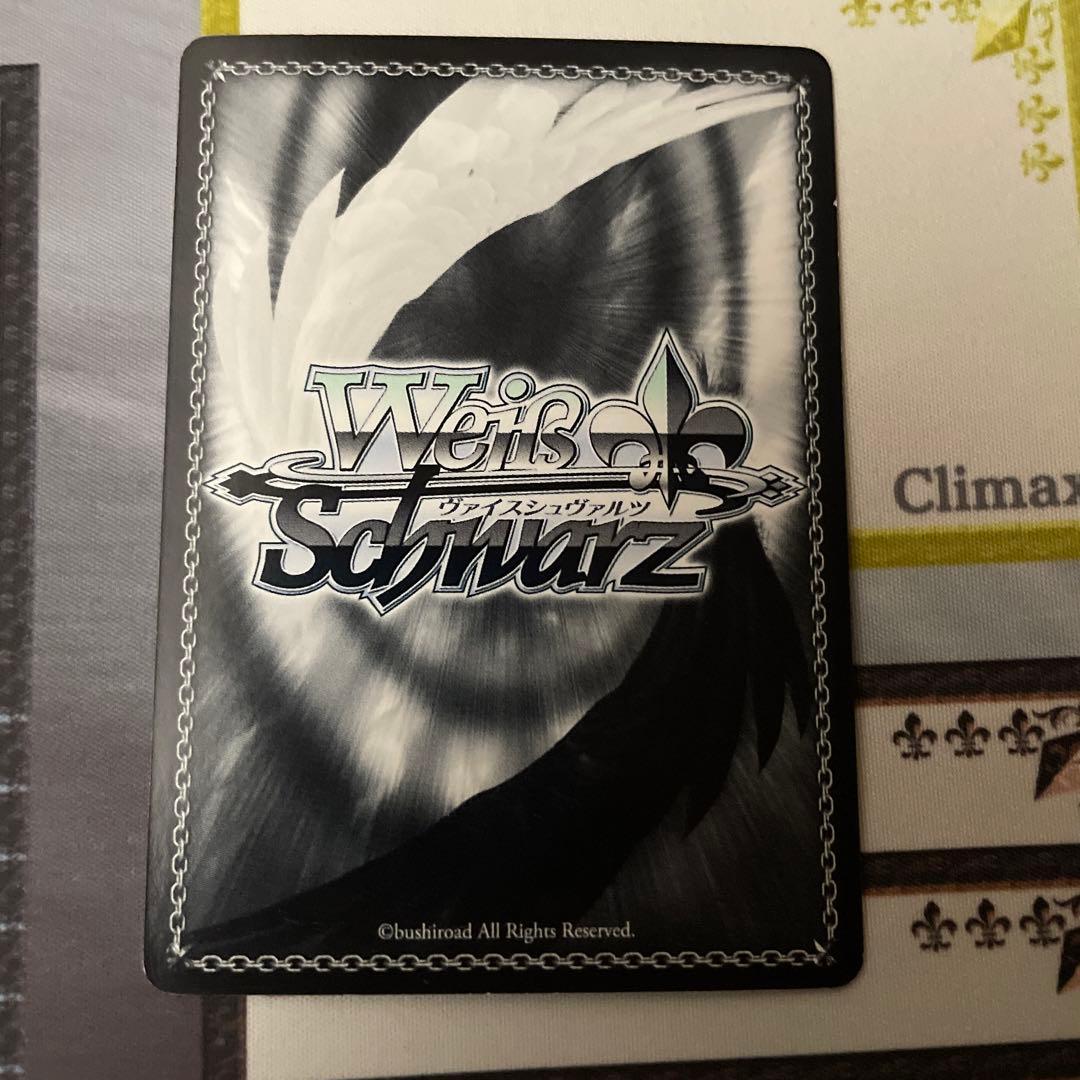 Weiß
ヴァイスシュヴァルツ
Schwarz
Climax
©bushiroad All Rights Reserved.